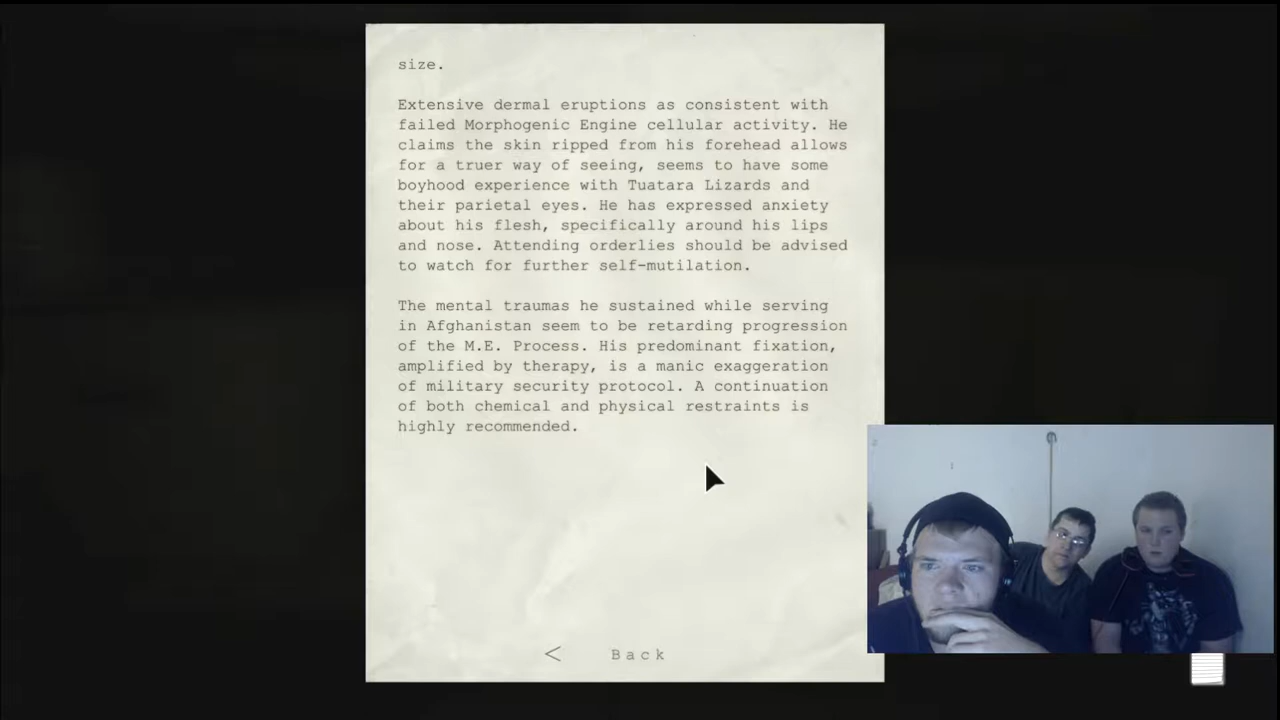 size.
Extensive dermal eruptions as consistent with
failed Morphogenic Engine cellular activity. He
claims the skin ripped from his forehead allows
for a truer way of seeing, seems to have some
boyhood experience with Tuatara Lizards and
their parietal eyes. He has expressed anxiety
about his flesh, specifically around his lips
and nose. Attending orderlies should be advised
to watch for further self-mutilation.
The mental traumas he sustained while serving
in Afghanistan seem to be retarding progression
of the M.E. Process. His predominant fixation,
amplified by therapy, is a manic exaggeration
of military security protocol. A continuation
of both chemical and physical restraints is
highly recommended.
< Back